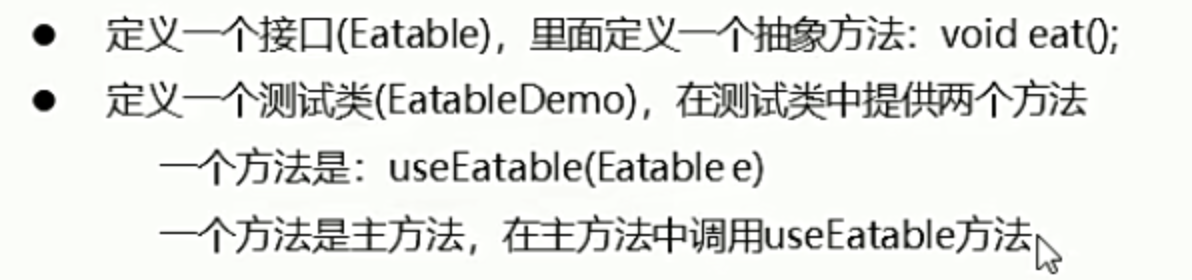 ● 定义一个接口(Eatable)，里面定义一个抽象方法：void eat();
● 定义一个测试类(EatableDemo)，在测试类中提供两个方法
一个方法是：useEatable(Eatable e)
一个方法是主方法，在主方法中调用useEatable方法